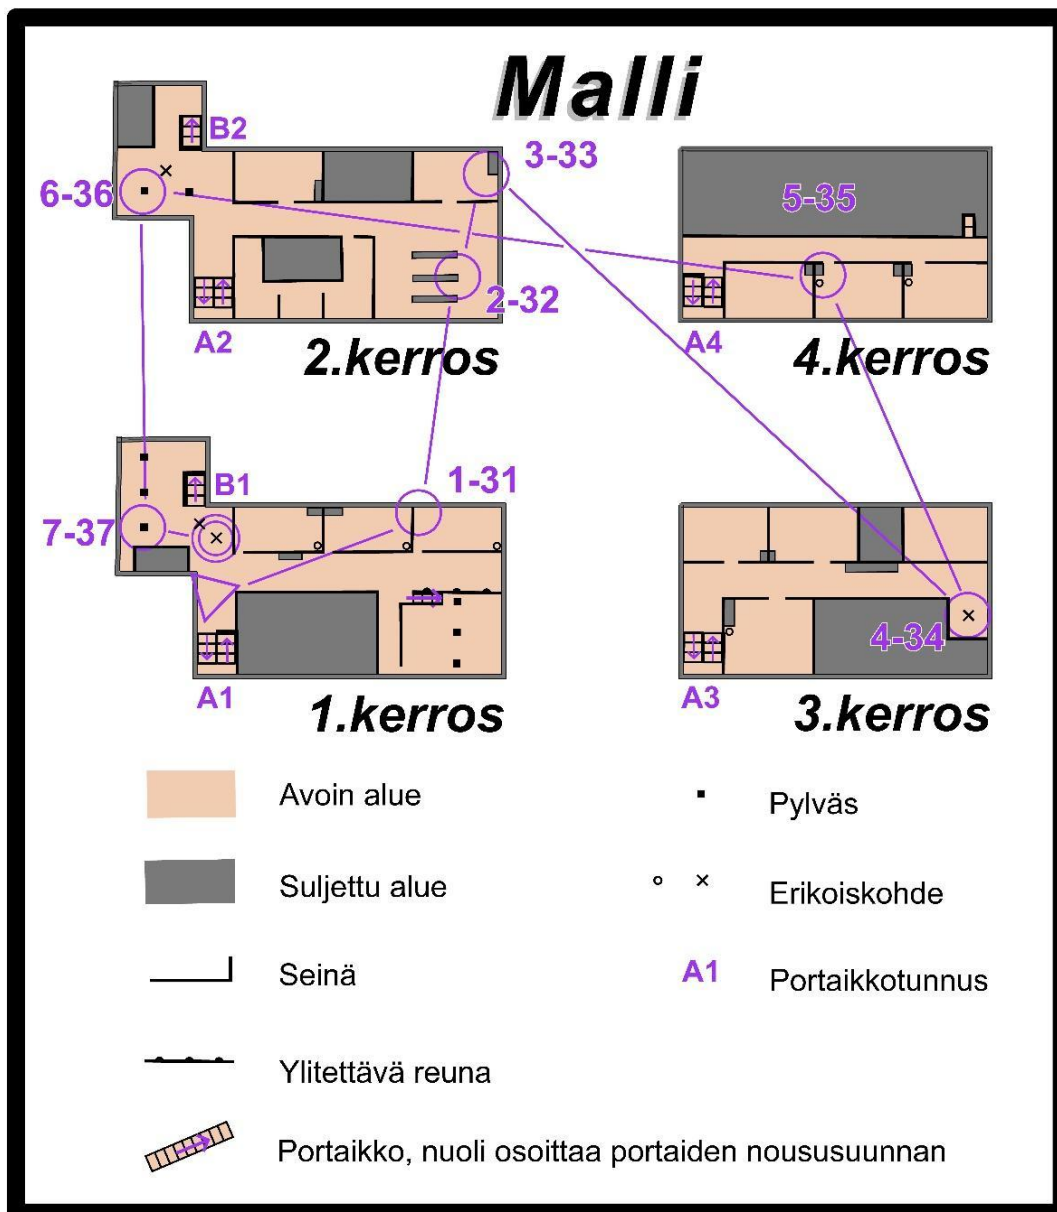 Malli
B2
3-33
6-36
5-35
2-32
A2
A4
2.kerros
4.kerros
B1
1-31
7-37
4-34
A1
A3
1.kerros
3.kerros
Avoin alue
Pylväs
Suljettu alue
Erikoiskohde
Seinä
A1
Portaikkotunnus
Ylitettävä reuna
Portaikko, nuoli osoittaa portaiden noususuunnan